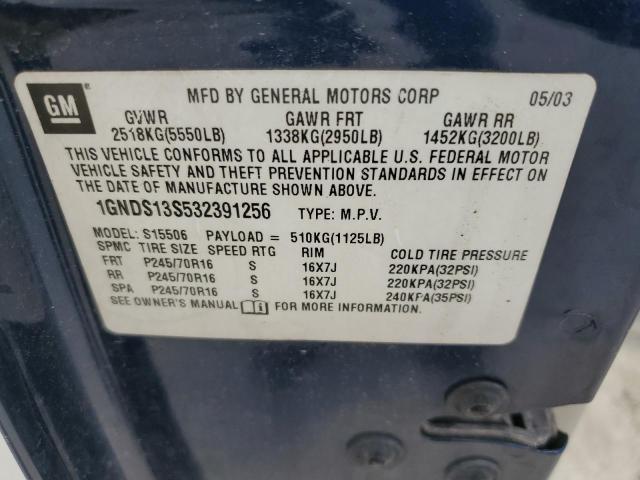 GM
MFD BY GENERAL MOTORS CORP 05/03
GVWR GAWR FRT GAWR RR
2518KG(5550LB) 1338KG(2950LB) 1452KG(3200LB)
THIS VEHICLE CONFORMS TO ALL APPLICABLE U.S. FEDERAL MOTOR
VEHICLE SAFETY AND THEFT PREVENTION STANDARDS IN EFFECT ON
THE DATE OF MANUFACTURE SHOWN ABOVE.
1GNDS13S532391256 TYPE: M.P.V.
MODEL: S15506 PAYLOAD = 510KG(1125LB)
SPMC TIRE SIZE SPEED RTG RIM COLD TIRE PRESSURE
FRT P245/70R16 S 16X7J 220KPA(32PSI)
RR P245/70R16 S 16X7J 220KPA(32PSI)
SPA P245/70R16 S 16X7J 240KPA(35PSI)
SEE OWNER'S MANUAL FOR MORE INFORMATION.